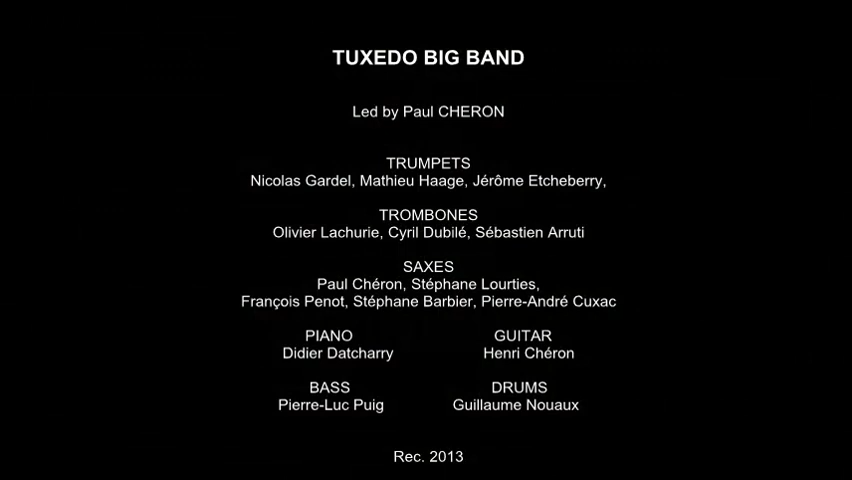 TUXEDO BIG BAND
Led by Paul CHERON
TRUMPETS
Nicolas Gardel, Mathieu Haage, Jérôme Etcheberry,
TROMBONES
Olivier Lachurie, Cyril Dubilé, Sébastien Arruti
SAXES
Paul Chéron, Stéphane Lourties,
François Penot, Stéphane Barbier, Pierre-André Cuxac
PIANO
Didier Datcharry
GUITAR
Henri Chéron
BASS
Pierre-Luc Puig
DRUMS
Guillaume Nouaux
Rec. 2013